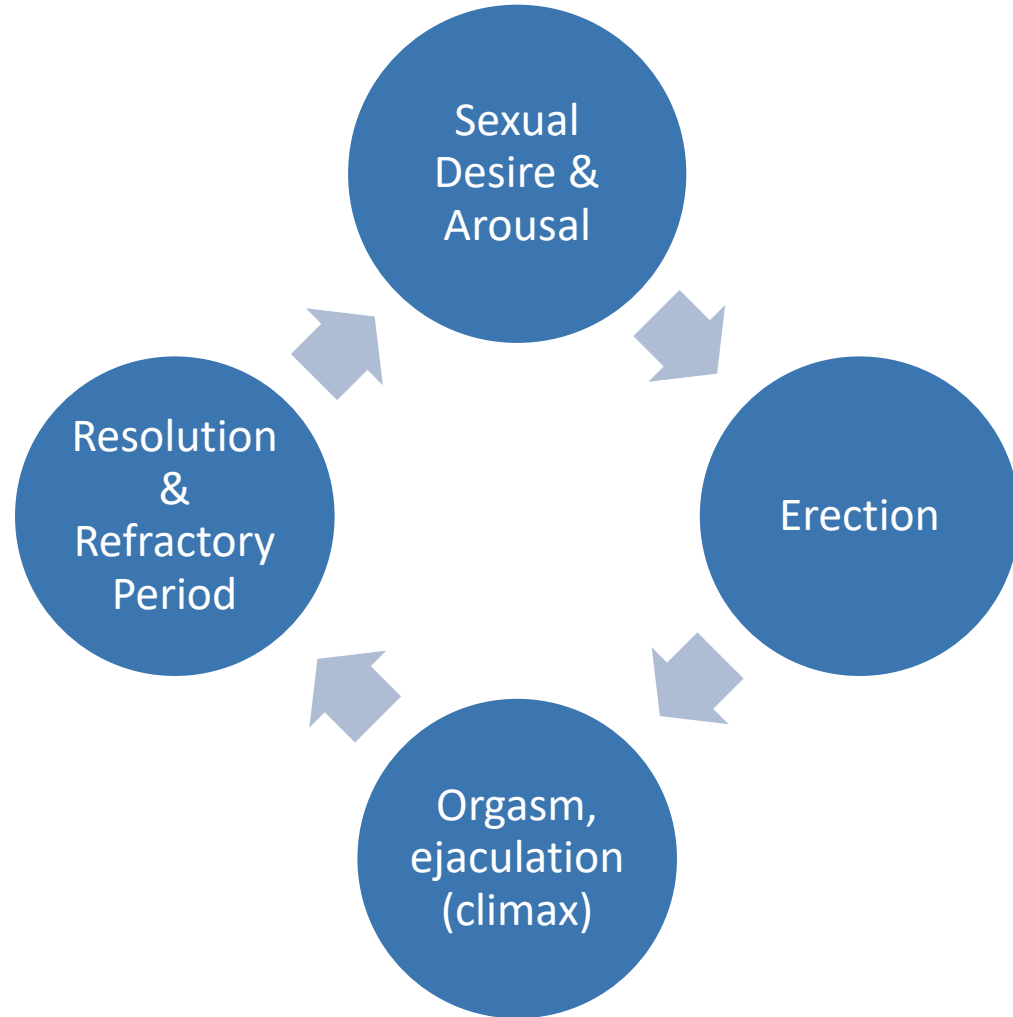 Sexual
Desire &
Arousal
Erection
Orgasm,
ejaculation
(climax)
Resolution
&
Refractory
Period